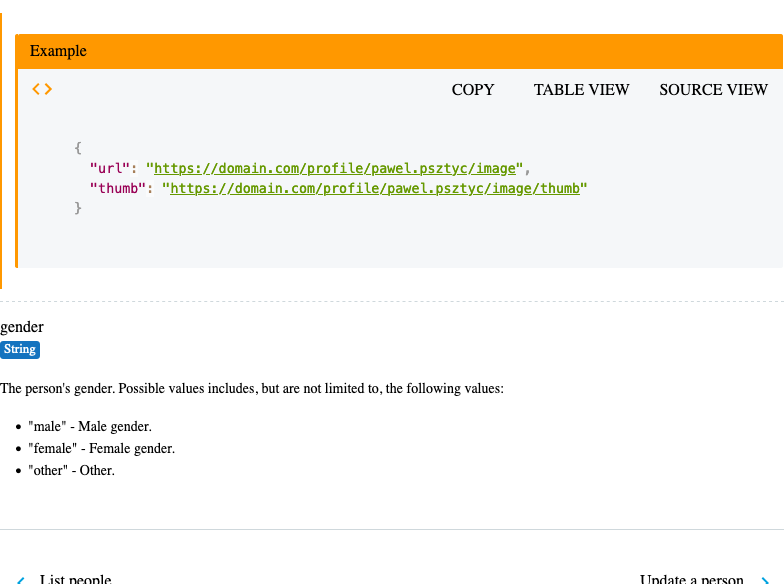 Example
<> COPY TABLE VIEW SOURCE VIEW
{
"url": "https://domain.com/profile/pawel.psztyc/image",
"thumb": "https://domain.com/profile/pawel.psztyc/image/thumb"
}
gender
String
The person's gender. Possible values includes, but are not limited to, the following values:
• "male" - Male gender.
• "female" - Female gender.
• "other" - Other.
List people Update a person